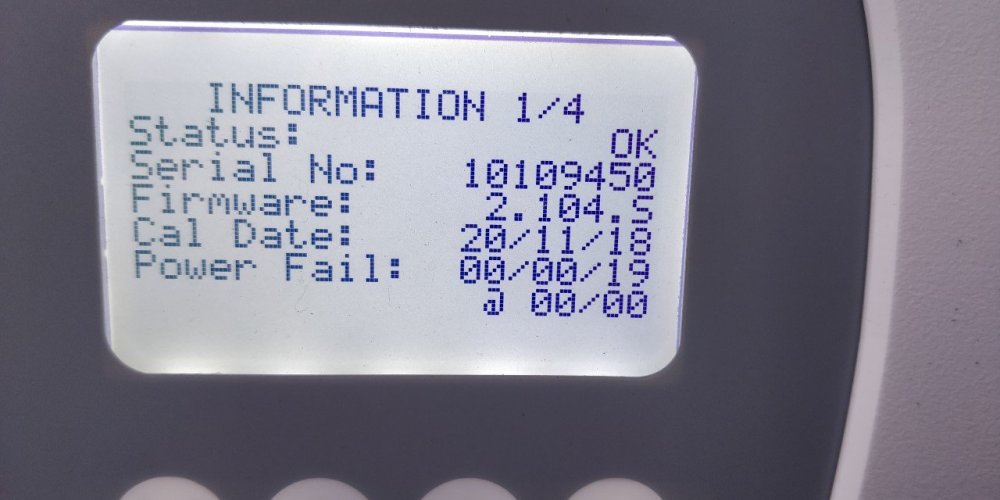 INFORMATION 1/4
Status: OK
Serial No: 10109450
Firmware: 2.104.S
Cal Date: 20/11/18
Power Fail: 00/00/19
@ 00/00